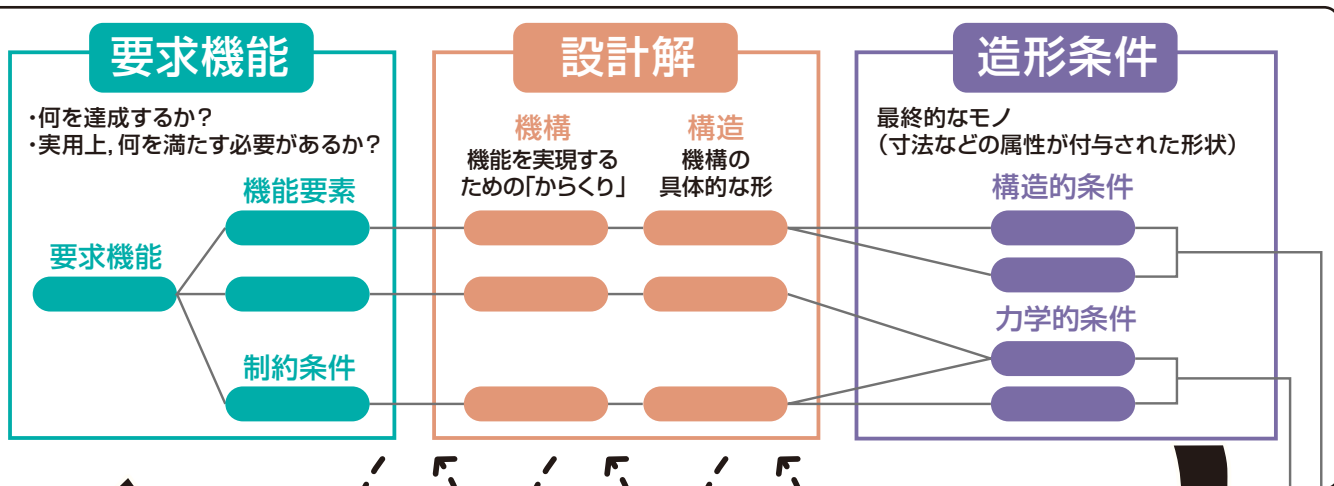 要求機能
・何を達成するか?
・実用上,何を満たす必要があるか?
機能要素
要求機能
制約条件
設計解
機構
機能を実現する
ための「からくり」
構造
機構の
具体的な形
造形条件
最終的なモノ
(寸法などの属性が付与された形状)
構造的条件
力学的条件